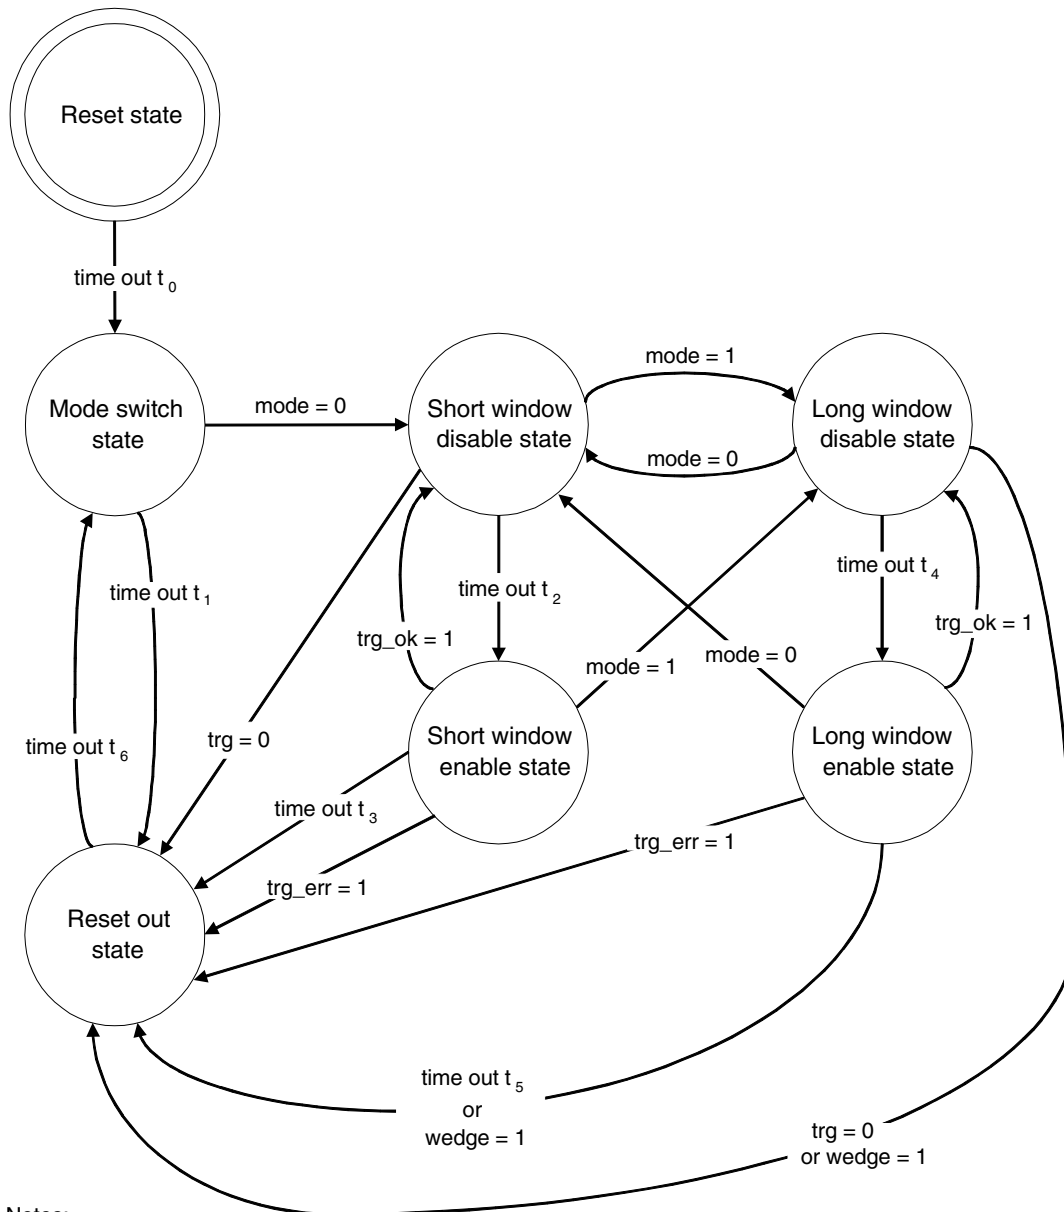 Reset state
time out t 0
Mode switch
state
mode = 0
Short window
disable state
mode = 1
mode = 0
Long window
disable state
time out t 1
time out t 2
time out t 4
trg_ok = 1
trg_ok = 1
mode = 1
mode = 0
time out t 6
trg = 0
Short window
enable state
Long window
enable state
time out t 3
trg_err = 1
trg_err = 1
Reset out
state
time out t 5
or
wedge = 1
trg = 0
or wedge = 1